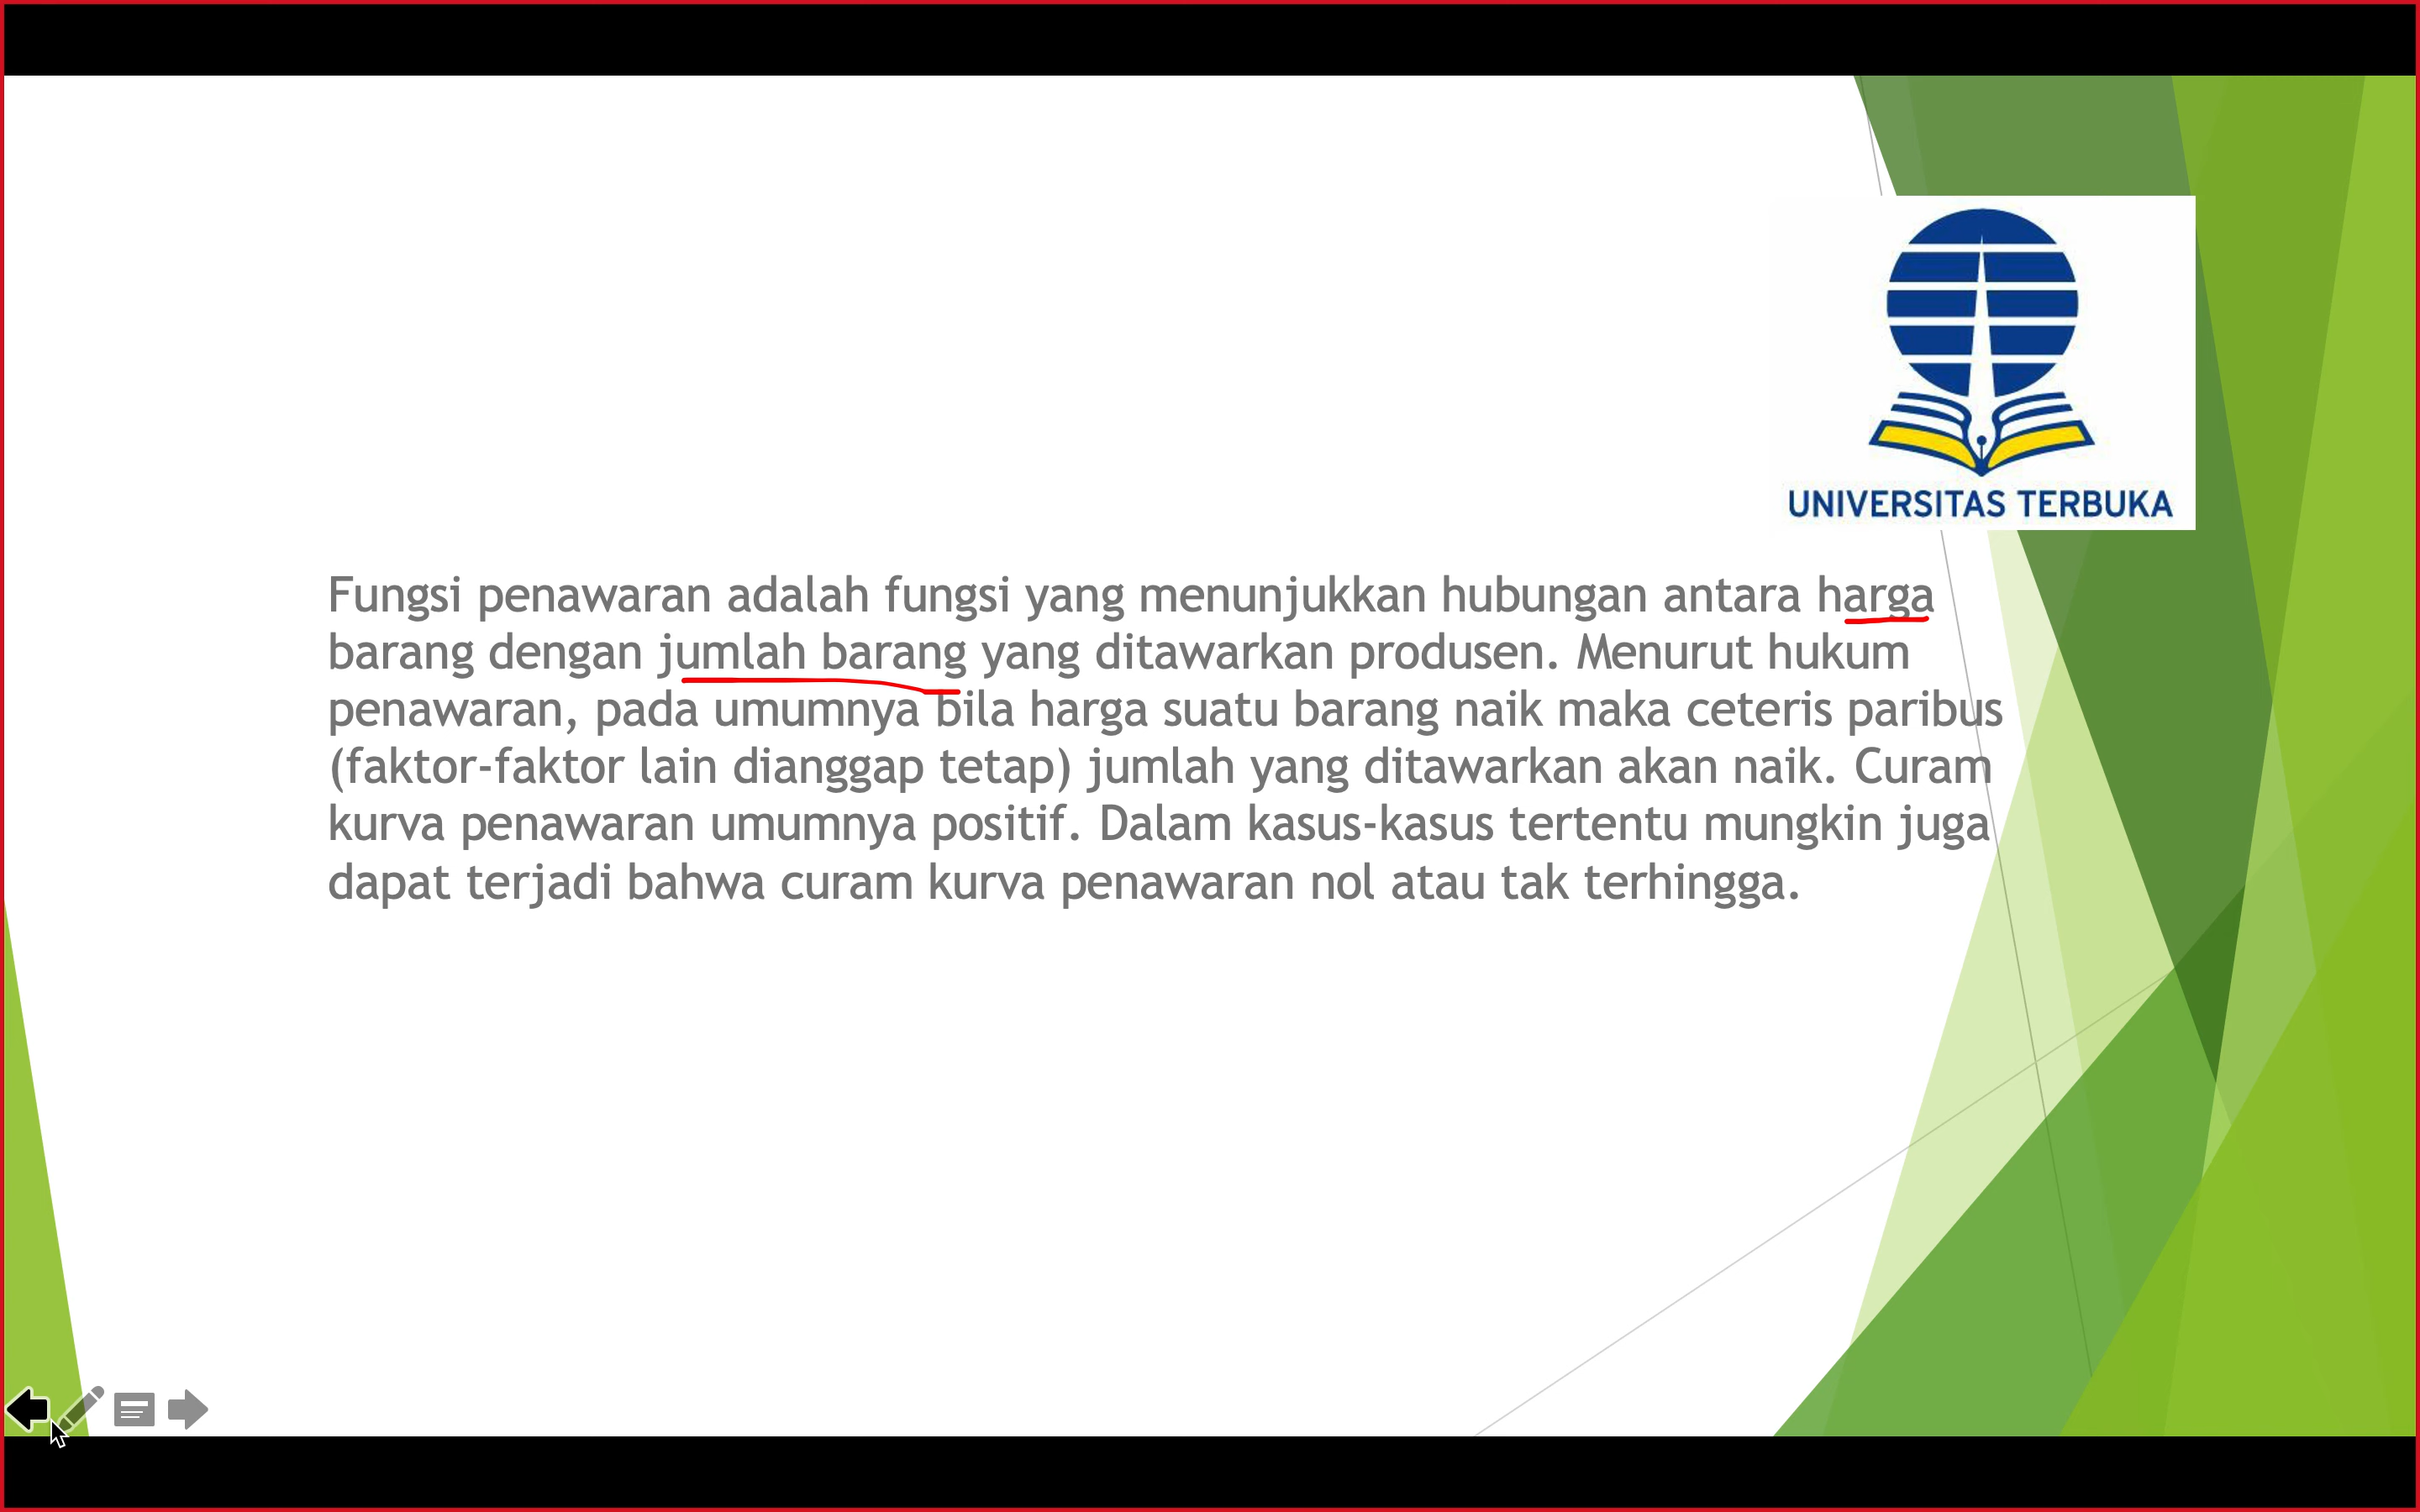 UNIVERSITAS TERBUKA
Fungsi penawaran adalah fungsi yang menunjukkan hubungan antara harga
barang dengan jumlah barang yang ditawarkan produsen. Menurut hukum
penawaran, pada umumnya bila harga suatu barang naik maka ceteris paribus
(faktor-faktor lain dianggap tetap) jumlah yang ditawarkan akan naik. Curam
kurva penawaran umumnya positif. Dalam kasus-kasus tertentu mungkin juga
dapat terjadi bahwa curam kurva penawaran nol atau tak terhingga.